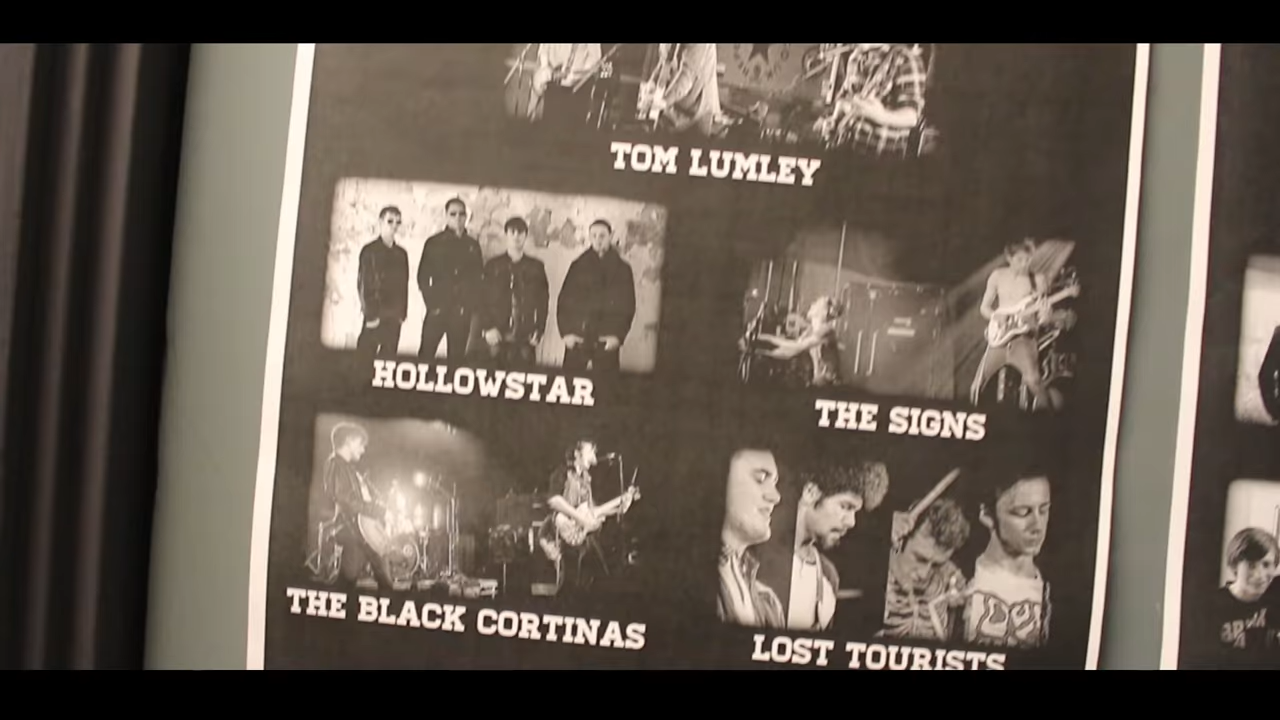 TOM LUMLEY
HOLLOWSTAR
THE SIGNS
THE BLACK CORTINAS
LOST TOURISTS